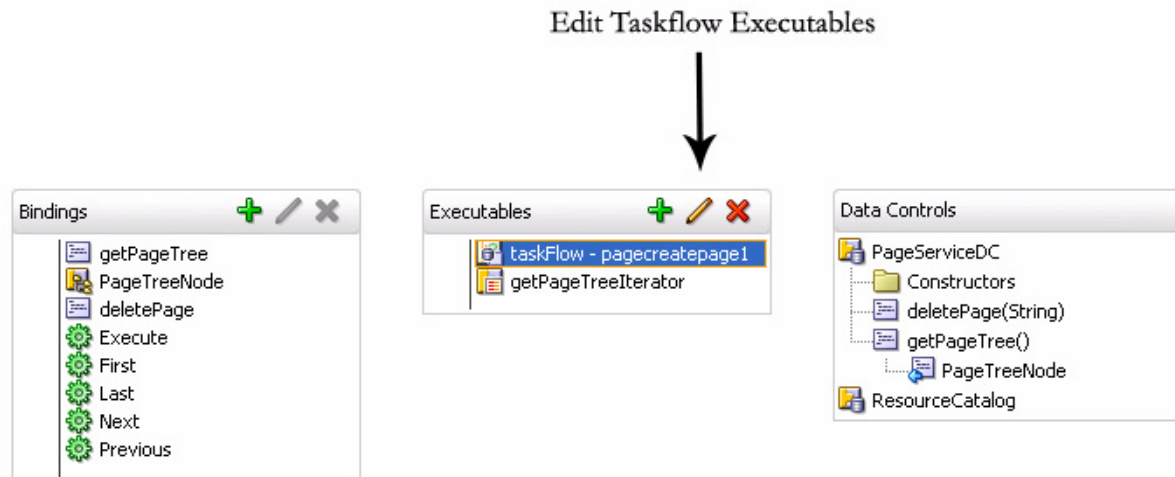 Edit Taskflow Executables
Bindings
getPageTree
PageTreeNode
deletePage
Execute
First
Last
Next
Previous
Executables
taskFlow - pagecreatepage1
getPageTreeIterator
Data Controls
PageServiceDC
Constructors
deletePage(String)
getPageTree()
PageTreeNode
ResourceCatalog